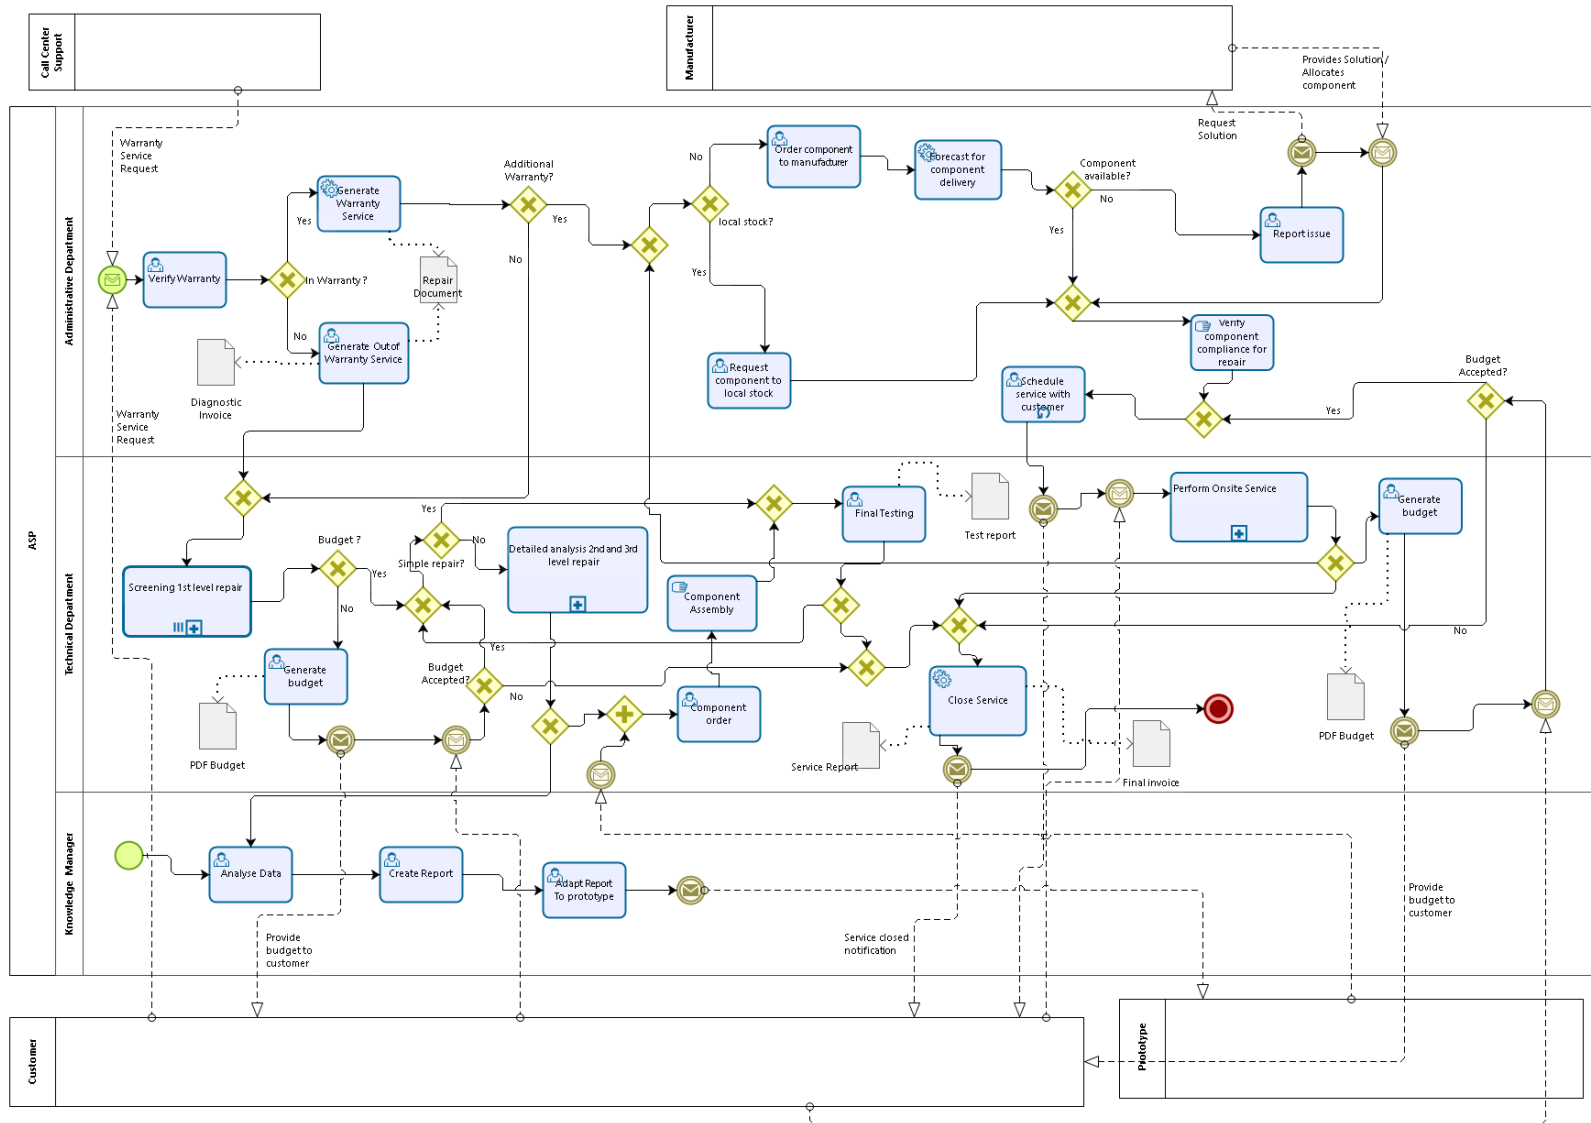 Call Center
Support
Manufacturer
Provides Solution /
Allocates
component
Request
Solution
ASP
Administrative Department
Warranty
Service
Request
Verify Warranty
In Warranty ?
Yes
No
Generate
Warranty
Service
Generate Out of
Warranty Service
Repair
Document
Diagnostic
Invoice
Warranty
Service
Request
Additional
Warranty?
Yes
No
local stock?
No
Yes
Order component
to manufacturer
Forecast for
component
delivery
Component
available?
No
Yes
Report issue
Request
component to
local stock
Verify
component
compliance for
repair
Schedule
service with
customer
Budget
Accepted?
Yes
No
Technical Department
Screening 1st level repair
Budget ?
Yes
No
Generate
budget
PDF Budget
Simple repair?
Yes
No
Detailed analysis 2nd and 3rd
level repair
Budget
Accepted?
Yes
No
Component
Assembly
Component
order
Final Testing
Test report
Close Service
Service Report
Final invoice
Perform Onsite Service
Generate
budget
PDF Budget
Knowledge Manager
Analyse Data
Create Report
Adapt Report
To prototype
Provide
budget to
customer
Service closed
notification
Provide
budget to
customer
Customer
Prototype